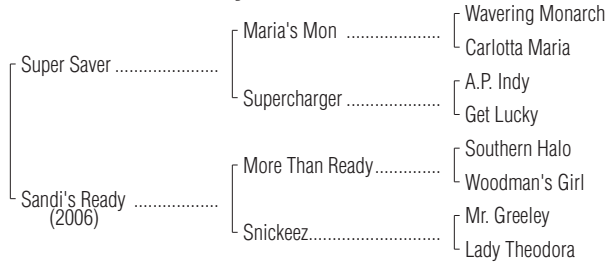 Wavering Monarch
Maria's Mon ....................
Carlotta Maria
Super Saver ......................
A.P. Indy
Supercharger ....................
Get Lucky
Southern Halo
More Than Ready..............
Woodman's Girl
Sandi's Ready ..................
(2006)
Mr. Greeley
Snickeez............................
Lady Theodora